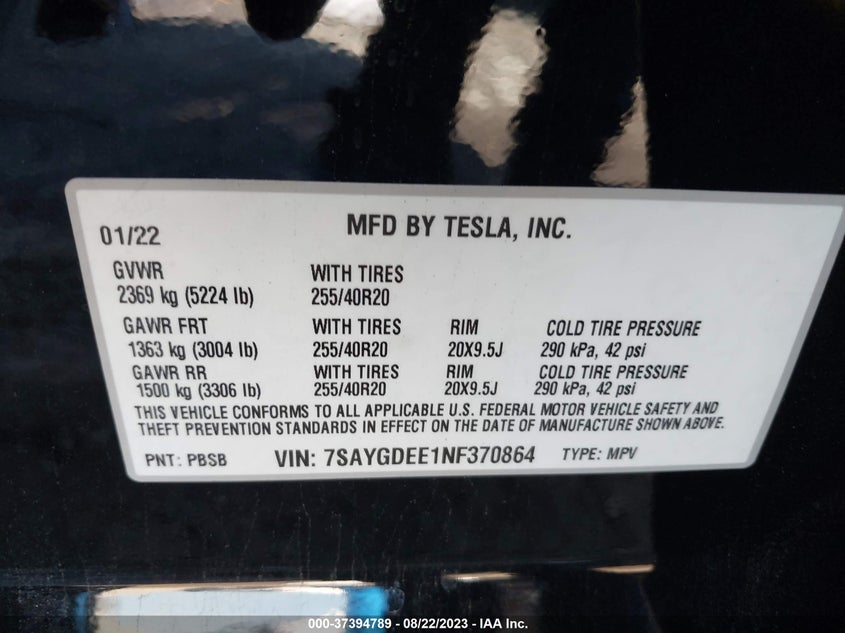 01/22 MFD BY TESLA, INC.
GVWR WITH TIRES
2369 kg (5224 lb) 255/40R20
GAWR FRT WITH TIRES RIM COLD TIRE PRESSURE
1363 kg (3004 lb) 255/40R20 20X9.5J 290 kPa, 42 psi
GAWR RR WITH TIRES RIM COLD TIRE PRESSURE
1500 kg (3306 lb) 255/40R20 20X9.5J 290 kPa, 42 psi
THIS VEHICLE CONFORMS TO ALL APPLICABLE U.S. FEDERAL MOTOR VEHICLE SAFETY AND
THEFT PREVENTION STANDARDS IN EFFECT ON THE DATE OF MANUFACTURE SHOWN ABOVE.
PNT: PBSB VIN: 7SAYGDEE1NF370864 TYPE: MPV
000-37394789 - 08/22/2023 - IAA Inc.